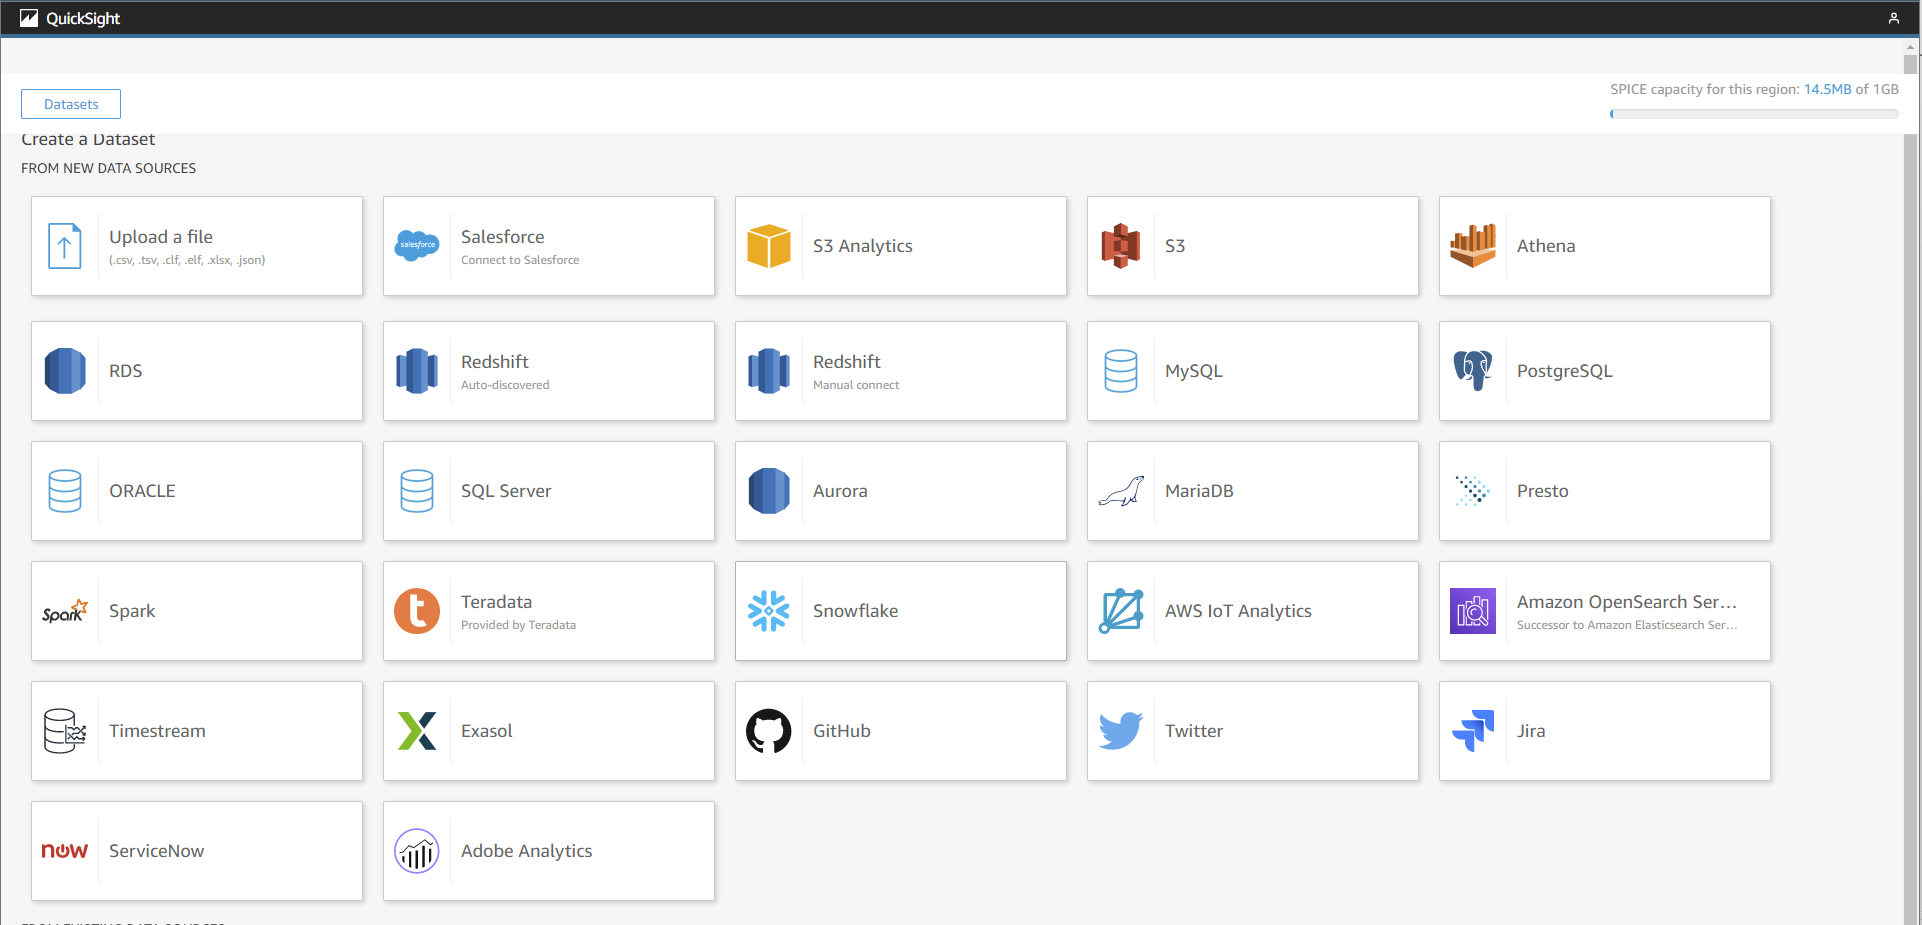 QuickSight
Datasets
SPICE capacity for this region: 14.5MB of 1GB
Create a Dataset
FROM NEW DATA SOURCES
Upload a file
(.csv, .tsv, .clf, .elf, .xlsx, .json)
salesforce
Salesforce
Connect to Salesforce
S3 Analytics
S3
Athena
RDS
Redshift
Auto-discovered
Redshift
Manual connect
MySQL
PostgreSQL
ORACLE
SQL Server
Aurora
MariaDB
Presto
Spark
Spark
t
Teradata
Provided by Teradata
Snowflake
AWS IoT Analytics
Amazon OpenSearch Ser...
Successor to Amazon Elasticsearch Ser...
Timestream
Exasol
GitHub
Twitter
Jira
now
ServiceNow
Adobe Analytics
FROM EXISTING DATA SOURCES